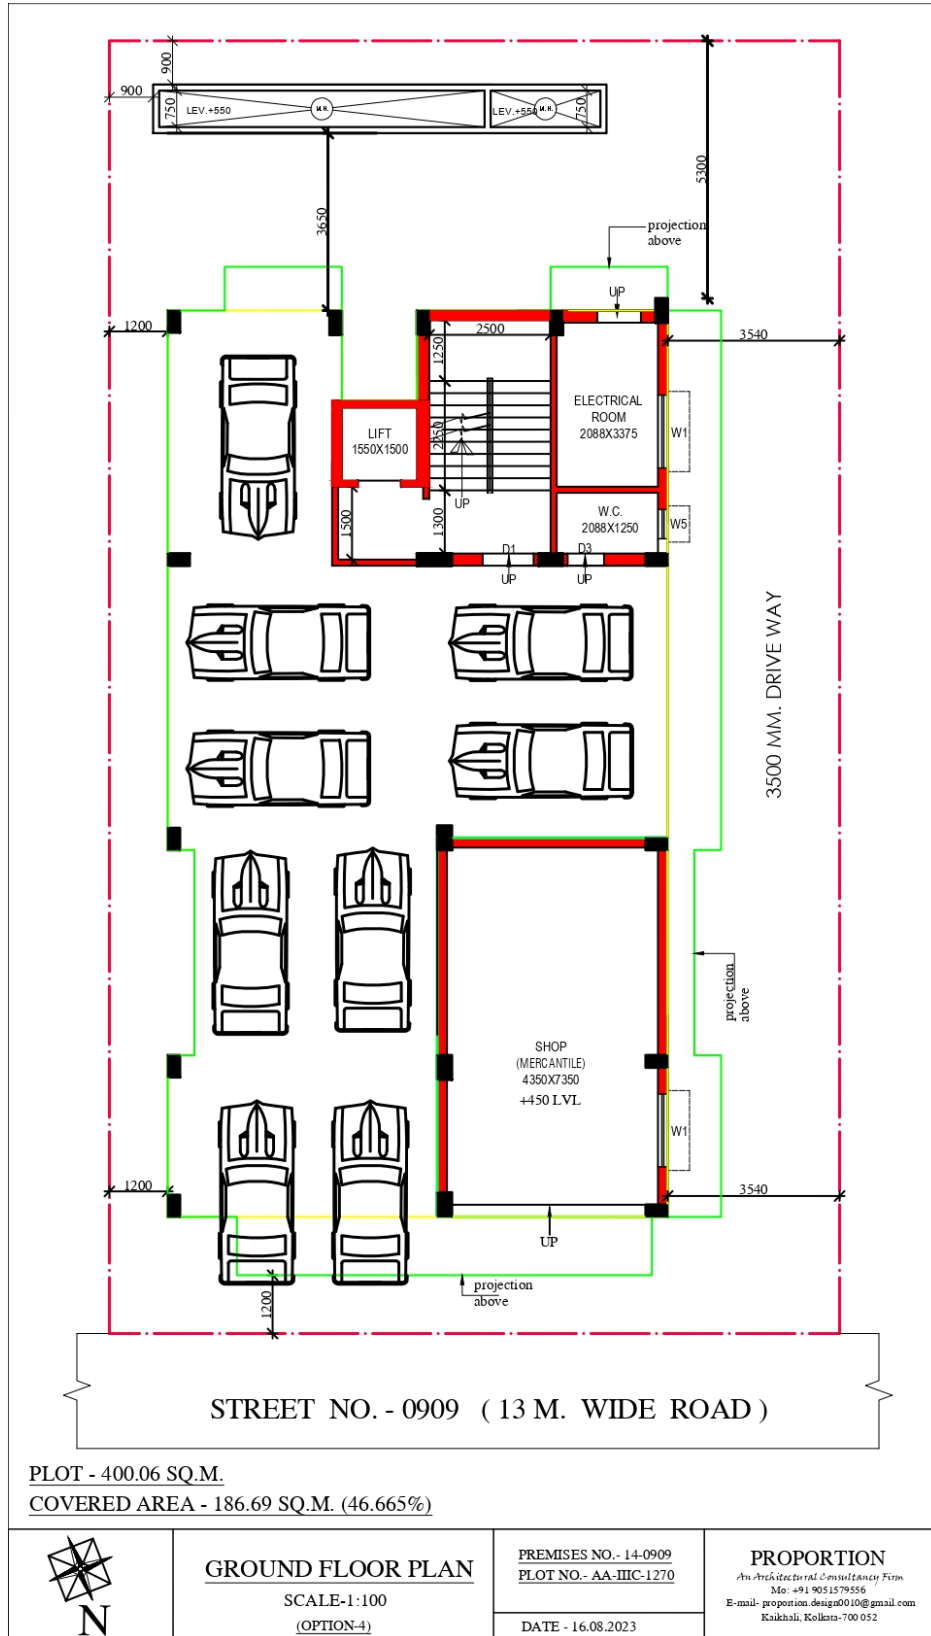 900
900
750
LEV.+550
M.H.
LEV.+550
M.H.
750
3650
5300
projection
above
UP
1200
2500
3540
1250
ELECTRICAL
ROOM
2088X3375
W1
LIFT
1550X1500
2250
UP
W.C.
2088X1250
W5
1500
1300
D1
UP
D3
UP
3500 MM. DRIVE WAY
projection
above
SHOP
(MERCANTILE)
4350X7350
+450 LVL
W1
1200
3540
UP
projection
above
1200
STREET NO. - 0909 ( 13 M. WIDE ROAD )
PLOT - 400.06 SQ.M.
COVERED AREA - 186.69 SQ.M. (46.665%)
N
GROUND FLOOR PLAN
SCALE-1:100
(OPTION-4)
PREMISES NO.- 14-0909
PLOT NO.- AA-IIIC-1270
DATE - 16.08.2023
PROPORTION
An Architectural Consultancy Firm
Mo: +91 9051579556
E-mail- proportion.design0010@gmail.com
Kaikhali, Kolkata-700 052